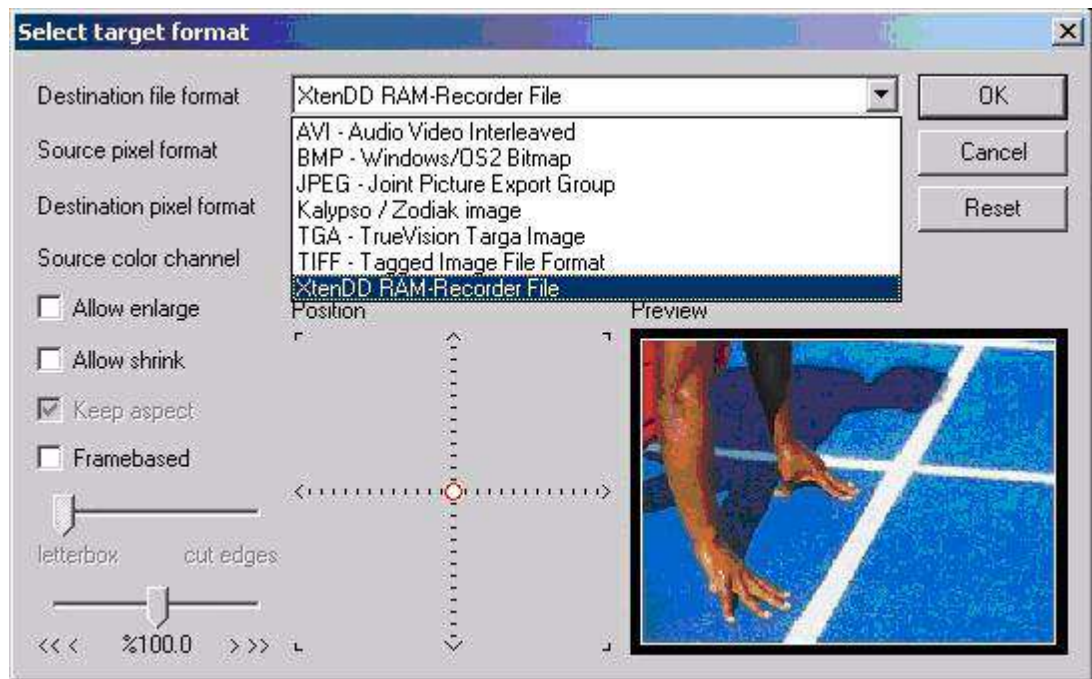 Select target format
Destination file format
XtenDD RAM-Recorder File
OK
AVI - Audio Video Interleaved
Source pixel format
BMP - Windows/OS2 Bitmap
Cancel
JPEG - Joint Picture Export Group
Destination pixel format
Kalypso / Zodiak image
Reset
TGA - TrueVision Targa Image
Source color channel
TIFF - Tagged Image File Format
XtenDD RAM-Recorder File
Allow enlarge
Position
Preview
Allow shrink
Keep aspect
Framebased
letterbox cut edges
<<< %100.0 >>>